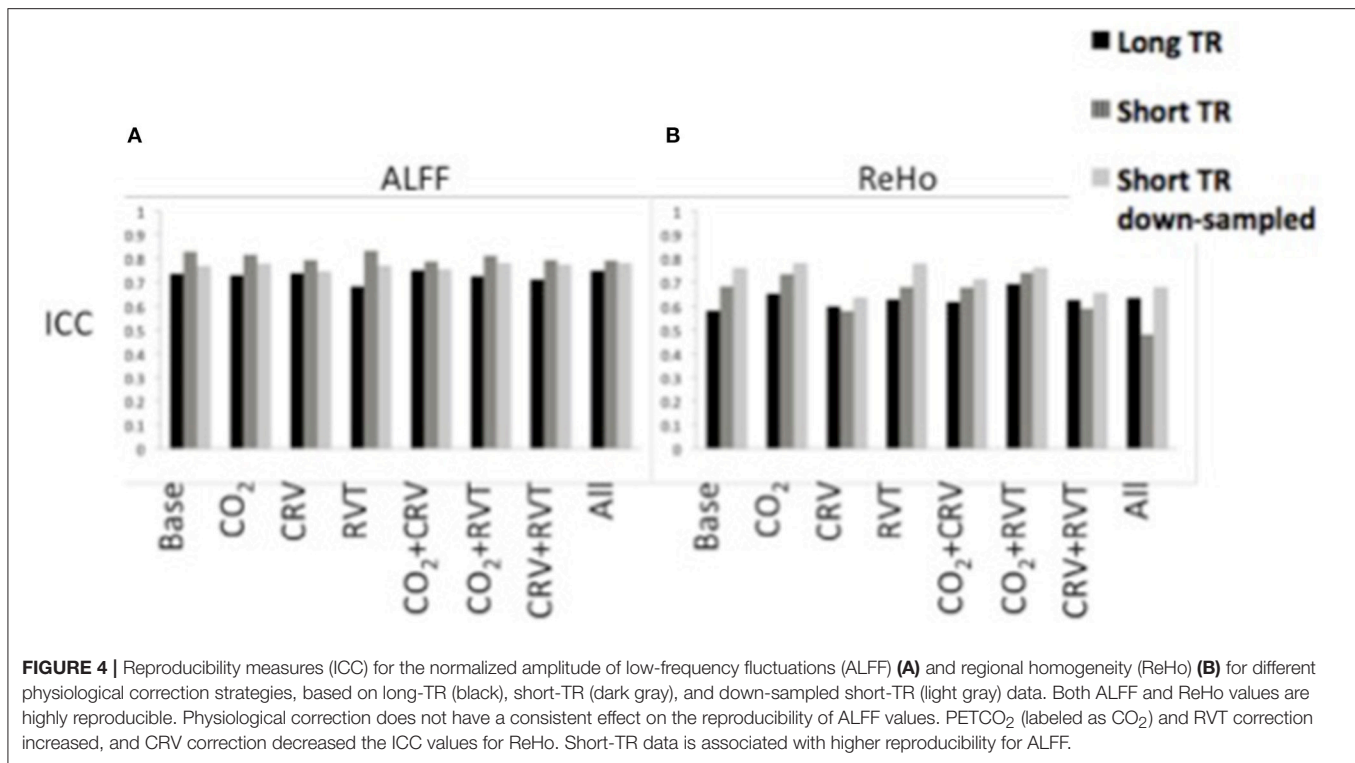 Long TR
Short TR
Short TR
down-sampled
A
B
ALFF
ReHo
ICC
1
0.9
0.8
0.7
0.6
0.5
0.4
0.3
0.2
0.1
0
1
0.9
0.8
0.7
0.6
0.5
0.4
0.3
0.2
0.1
0
Base
CO₂
CRV
RVT
CO₂+CRV
CO₂+RVT
CRV+RVT
All
Base
CO₂
CRV
RVT
CO₂+CRV
CO₂+RVT
CRV+RVT
All
FIGURE 4 | Reproducibility measures (ICC) for the normalized amplitude of low-frequency fluctuations (ALFF) (A) and regional homogeneity (ReHo) (B) for different
physiological correction strategies, based on long-TR (black), short-TR (dark gray), and down-sampled short-TR (light gray) data. Both ALFF and ReHo values are
highly reproducible. Physiological correction does not have a consistent effect on the reproducibility of ALFF values. PETCO₂ (labeled as CO₂) and RVT correction
increased, and CRV correction decreased the ICC values for ReHo. Short-TR data is associated with higher reproducibility for ALFF.